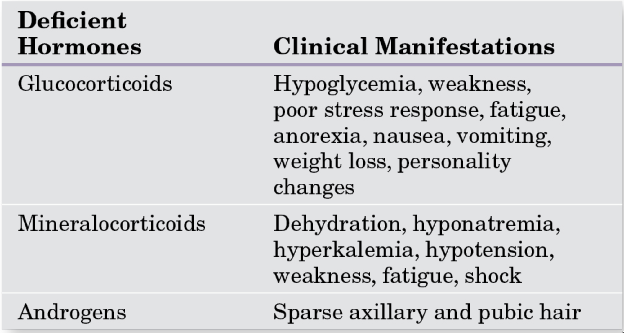 Deficient
Hormones
Clinical Manifestations
Glucocorticoids
Hypoglycemia, weakness,
poor stress response, fatigue,
anorexia, nausea, vomiting,
weight loss, personality
changes
Mineralocorticoids
Dehydration, hyponatremia,
hyperkalemia, hypotension,
weakness, fatigue, shock
Androgens
Sparse axillary and pubic hair